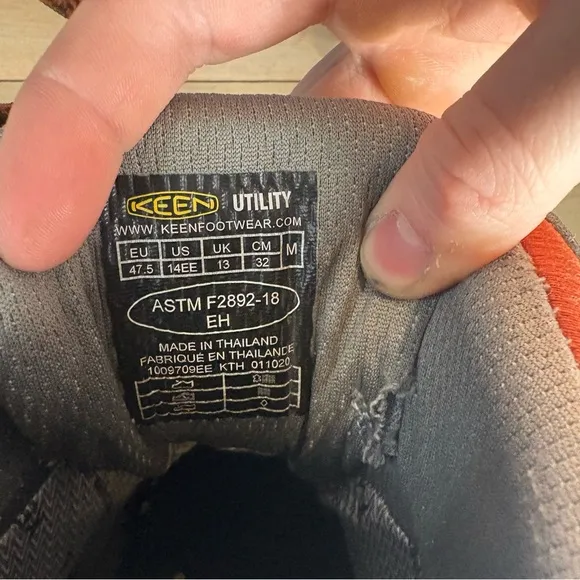 KEEN UTILITY
WWW.KEENFOOTWEAR.COM
EU US UK CM M
47.5 14EE 13 32
ASTM F2892-18
EH
MADE IN THAILAND
FABRIQUÉ EN THAILANDE
1009709EE KTH 011020